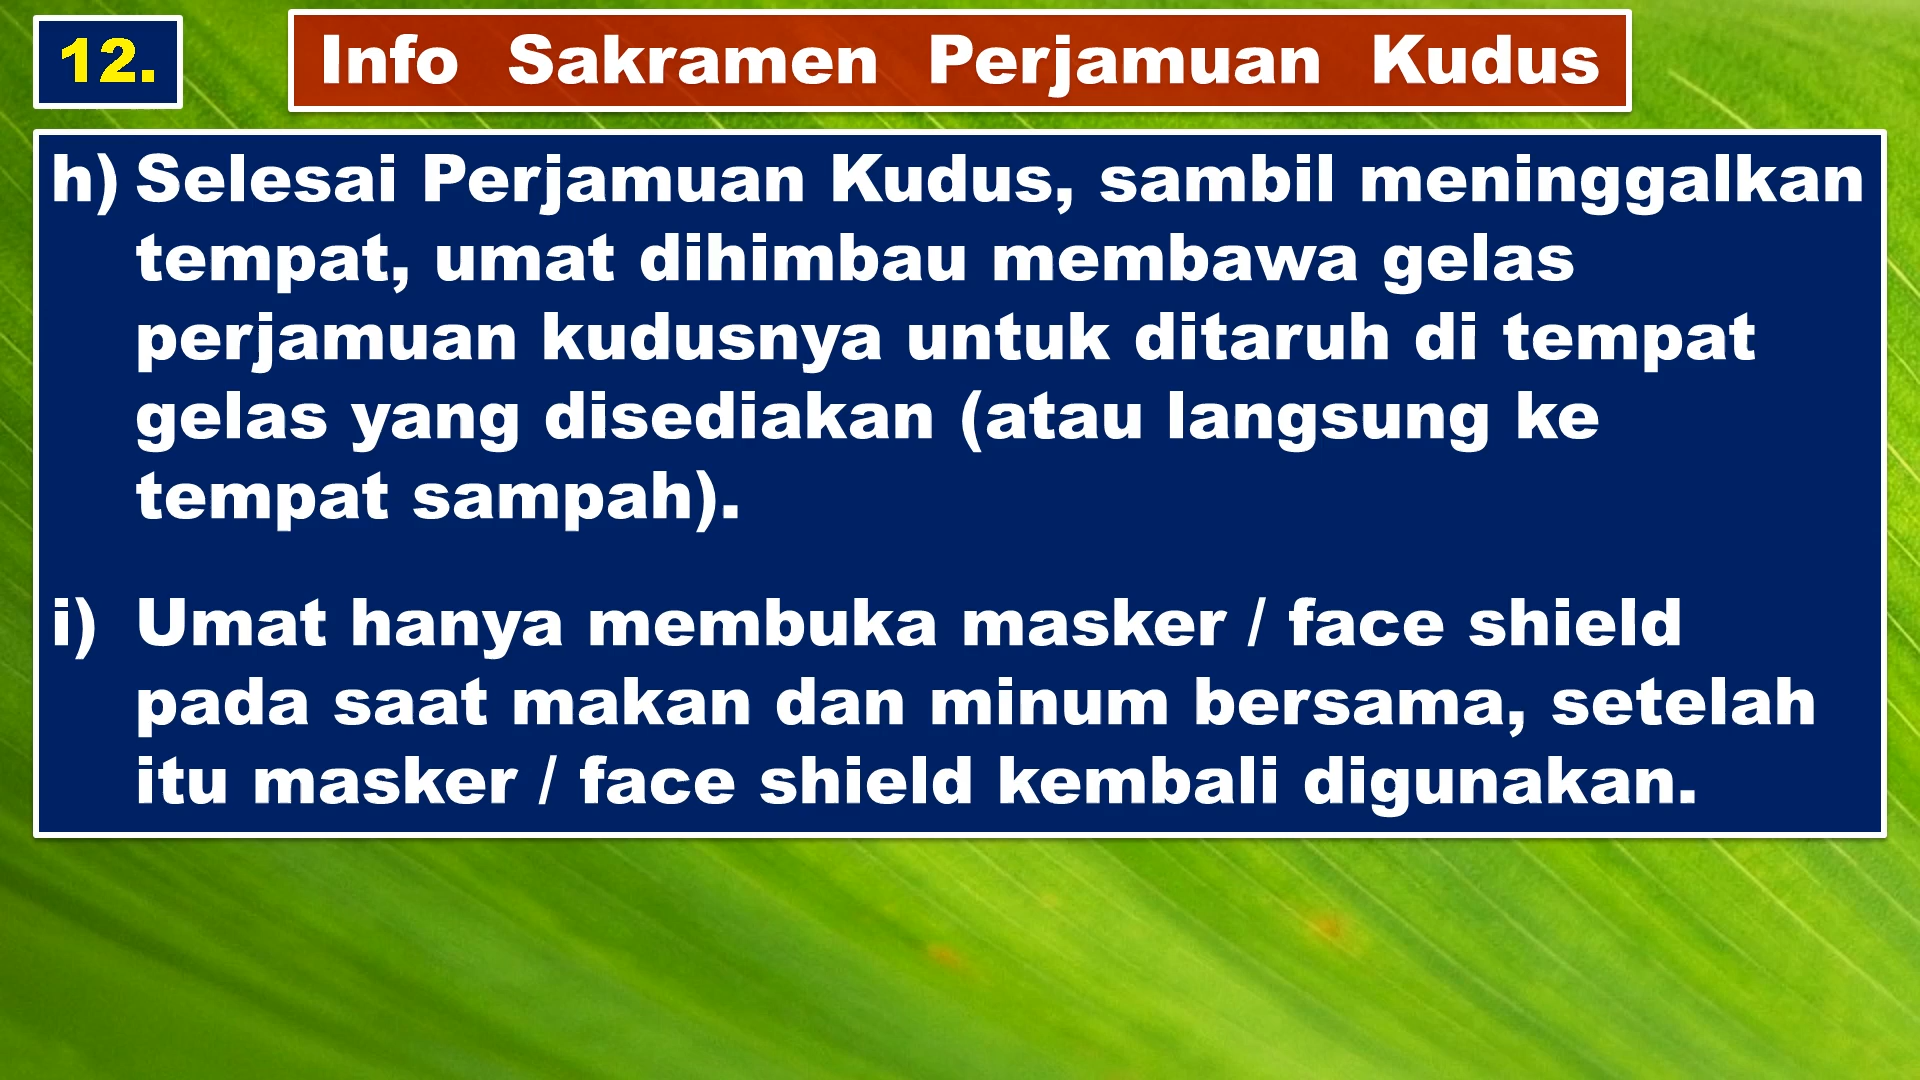 12.
Info Sakramen Perjamuan Kudus
h) Selesai Perjamuan Kudus, sambil meninggalkan
tempat, umat dihimbau membawa gelas
perjamuan kudusnya untuk ditaruh di tempat
gelas yang disediakan (atau langsung ke
tempat sampah).
i) Umat hanya membuka masker / face shield
pada saat makan dan minum bersama, setelah
itu masker / face shield kembali digunakan.